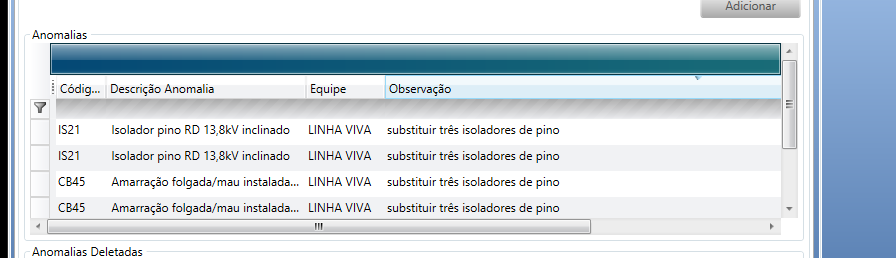 Adicionar
Anomalias
Códig... Descrição Anomalia Equipe Observação
IS21 Isolador pino RD 13,8kV inclinado LINHA VIVA substituir três isoladores de pino
IS21 Isolador pino RD 13,8kV inclinado LINHA VIVA substituir três isoladores de pino
CB45 Amarração folgada/mau instalada... LINHA VIVA substituir três isoladores de pino
CB45 Amarração folgada/mau instalada... LINHA VIVA substituir três isoladores de pino
Anomalias Deletadas